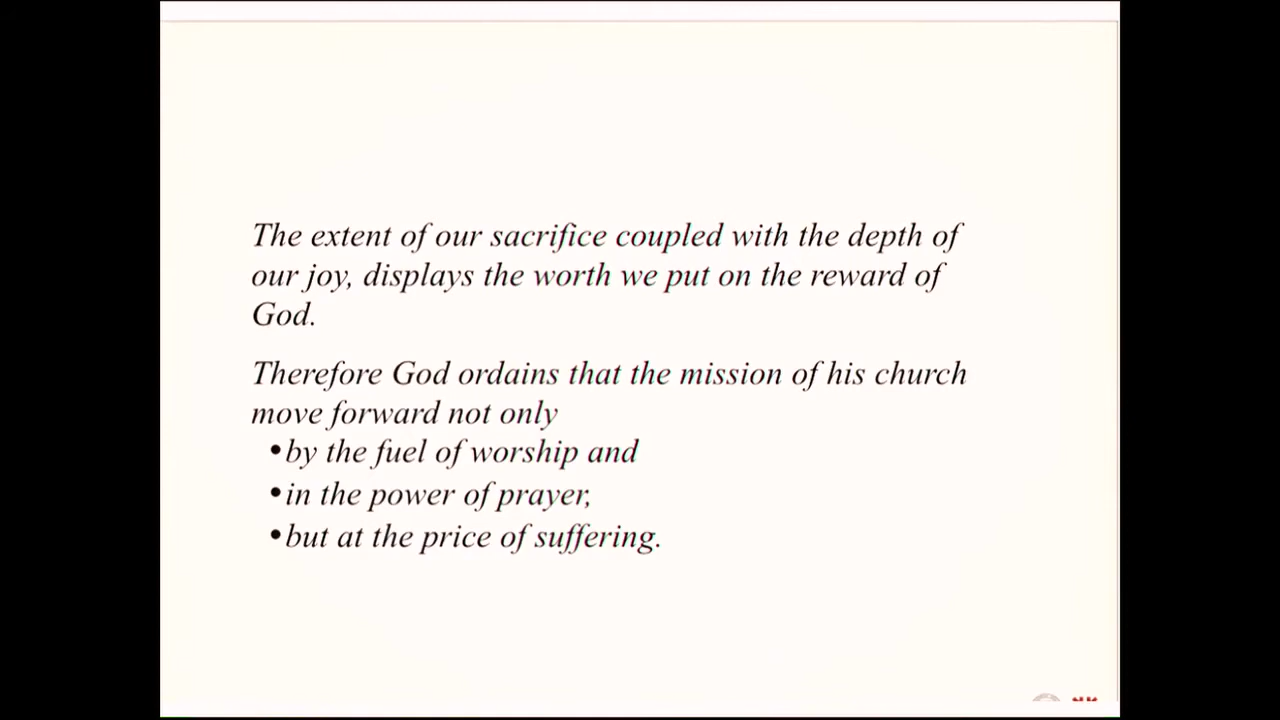 The extent of our sacrifice coupled with the depth of
our joy, displays the worth we put on the reward of
God.
Therefore God ordains that the mission of his church
move forward not only
•by the fuel of worship and
•in the power of prayer,
•but at the price of suffering.